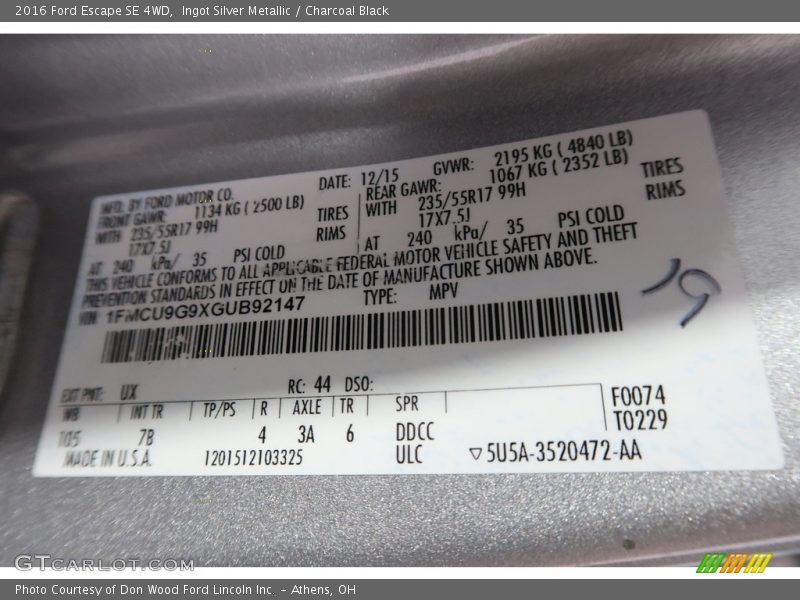 2016 Ford Escape SE 4WD,  Ingot Silver Metallic / Charcoal Black
MFD. BY FORD MOTOR CO.
DATE: 12/15
GVWR: 2195 KG ( 4840 LB)
FRONT GAWR: 1134 KG ( 2500 LB)
REAR GAWR: 1067 KG ( 2352 LB)
WITH 235/55R17 99H TIRES
WITH 235/55R17 99H TIRES
17X7.5J RIMS
17X7.5J RIMS
AT 240 kPa/ 35 PSI COLD
AT 240 kPa/ 35 PSI COLD
THIS VEHICLE CONFORMS TO ALL APPLICABLE FEDERAL MOTOR VEHICLE SAFETY AND THEFT
PREVENTION STANDARDS IN EFFECT ON THE DATE OF MANUFACTURE SHOWN ABOVE.
VIN: 1FMCU9G9XGUB92147
TYPE: MPV
EXT PNT: UX RC: 44 DSO:
WB INT TR TP/PS R AXLE TR SPR
F0074
T0229
T05 7B 4 3A 6 DDCC
MADE IN U.S.A. 1201512103325 ULC ▽5U5A-3520472-AA
GTCARLOT.COM
Photo Courtesy of Don Wood Ford Lincoln Inc. – Athens, OH